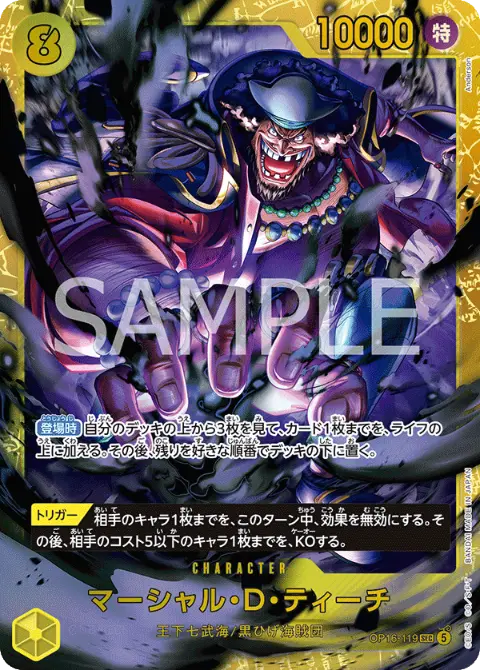 8
10000 特
Anderson
SAMPLE
登場時 自分のデッキの上から3枚を見て、カード1枚までを、ライフの
上に加える。その後、残りを好きな順番でデッキの下に置く。
トリガー 相手のキャラ1枚までを、このターン中、効果を無効にする。そ
の後、相手のコスト5以下のキャラ1枚までを、KOする。
CHARACTER
マーシャル・D・ティーチ
王下七武海/黒ひげ海賊団
OP16-119 SEC 5
BANDAI MADE IN JAPAN